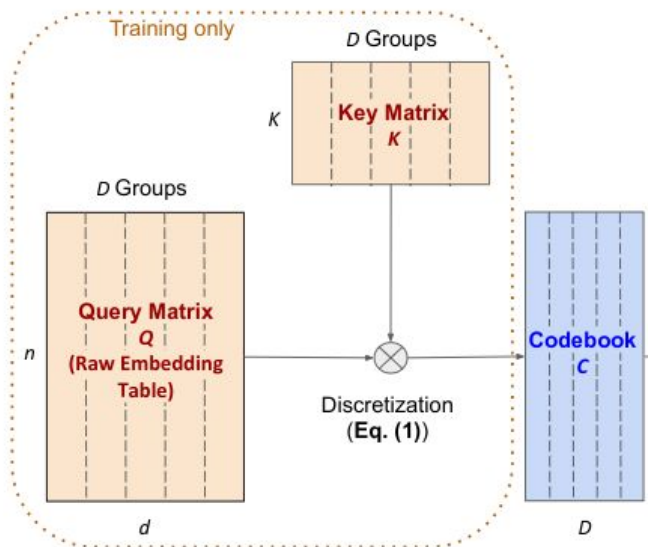 Training only
D Groups
K
Key Matrix
K
D Groups
n
Query Matrix
Q
(Raw Embedding
Table)
Codebook
C
Discretization
(Eq. (1))
d
D